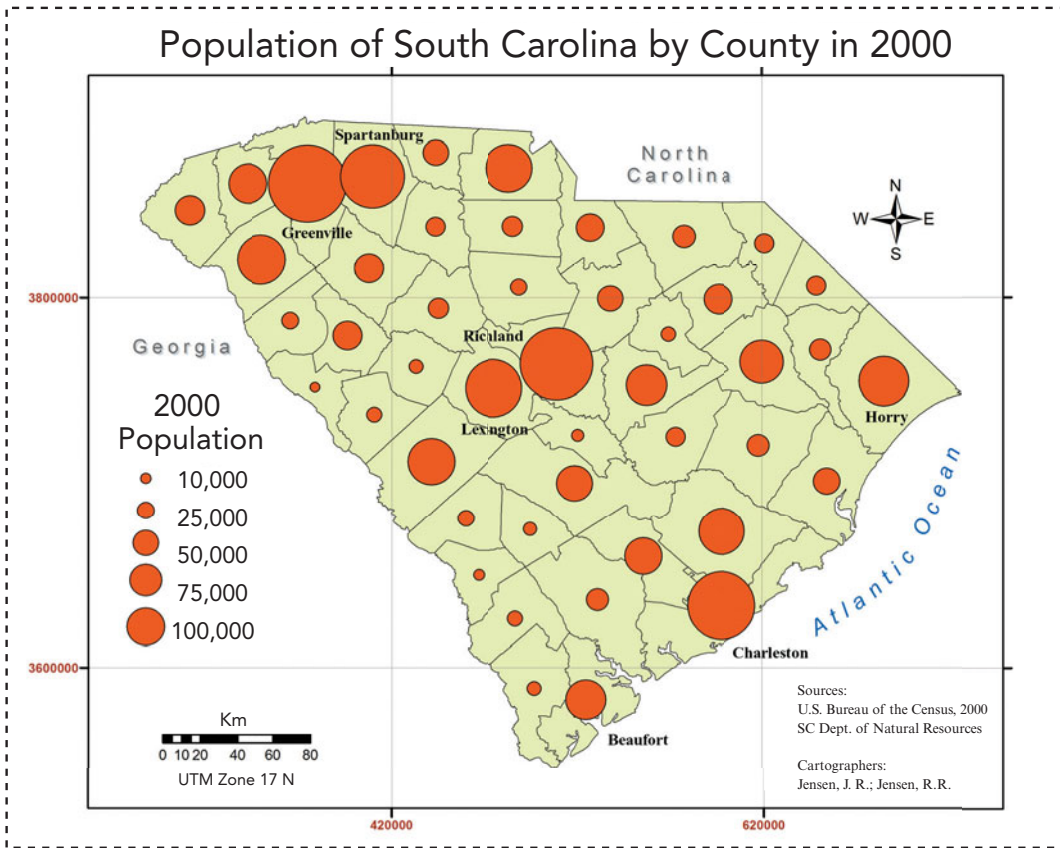 Population of South Carolina by County in 2000
Spartanburg
North
Carolina
N
W E
S
Greenville
3800000
Georgia
Richland
Lexington
Horry
2000
Population
10,000
25,000
50,000
75,000
100,000
Atlantic Ocean
Charleston
3600000
Beaufort
Km
0 10 20 40 60 80
UTM Zone 17 N
Sources:
U.S. Bureau of the Census, 2000
SC Dept. of Natural Resources
Cartographers:
Jensen, J. R.; Jensen, R.R.
420000
620000